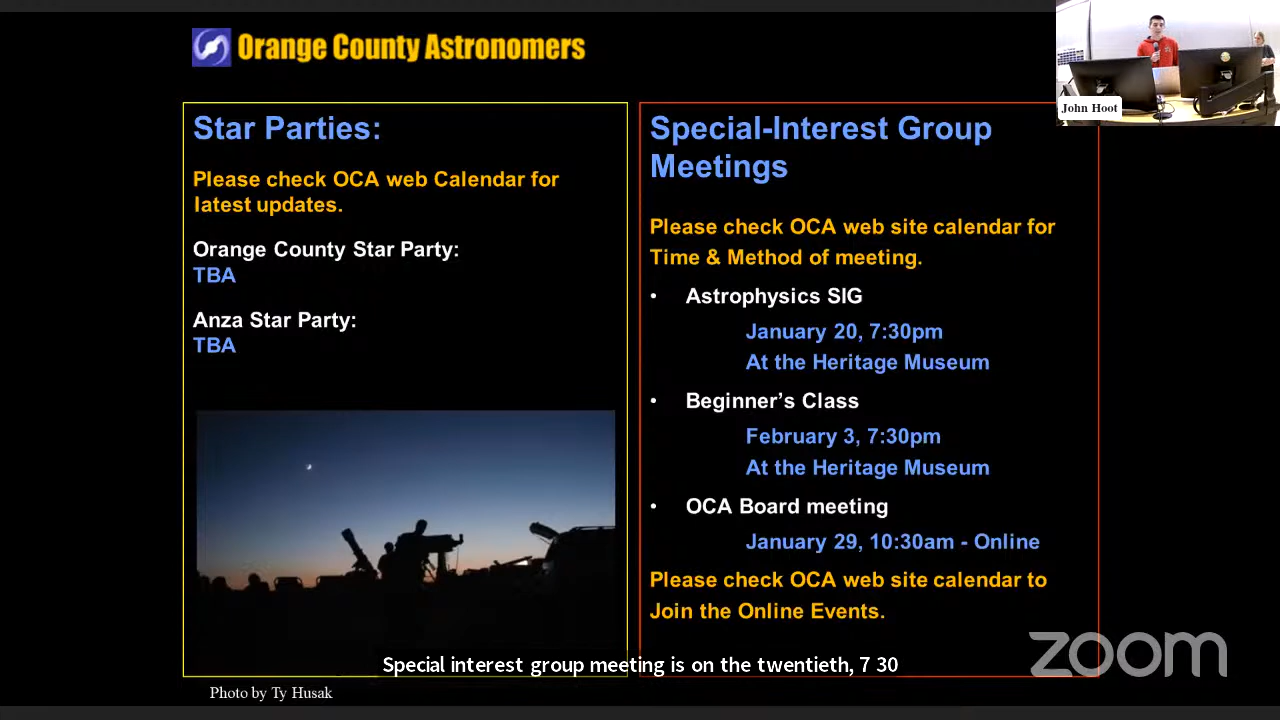 Orange County Astronomers
John Hoot
Star Parties:
Please check OCA web Calendar for
latest updates.
Orange County Star Party:
TBA
Anza Star Party:
TBA
Special-Interest Group
Meetings
Please check OCA web site calendar for
Time & Method of meeting.
• Astrophysics SIG
January 20, 7:30pm
At the Heritage Museum
• Beginner's Class
February 3, 7:30pm
At the Heritage Museum
• OCA Board meeting
January 29, 10:30am - Online
Please check OCA web site calendar to
Join the Online Events.
Special interest group meeting is on the twentieth, 7 30
zoom
Photo by Ty Husak